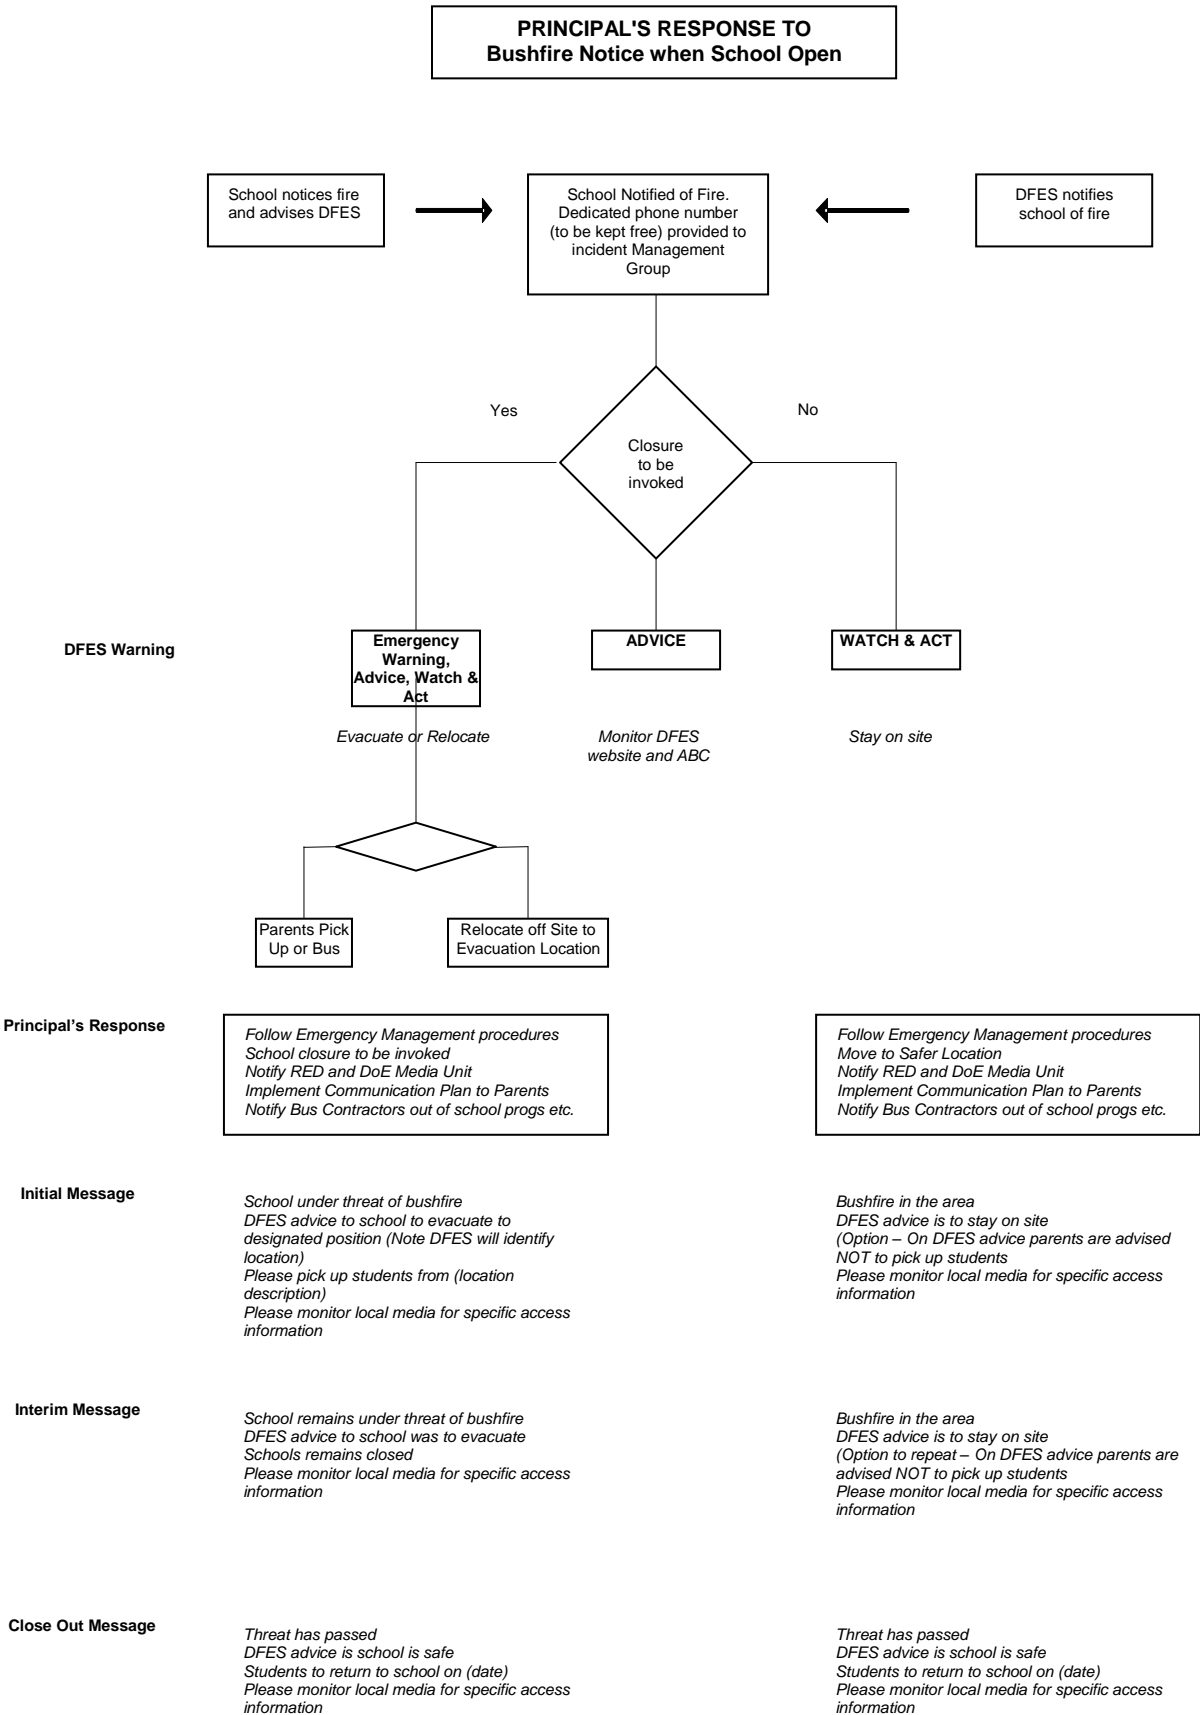 PRINCIPAL'S RESPONSE TO
Bushfire Notice when School Open
School notices fire
and advises DFES
School Notified of Fire.
Dedicated phone number
(to be kept free) provided to
incident Management
Group
DFES notifies
school of fire
Yes
No
Closure
to be
invoked
DFES Warning
Emergency
Warning,
Advice, Watch &
Act
ADVICE
WATCH & ACT
Evacuate or Relocate
Monitor DFES
website and ABC
Stay on site
Parents Pick
Up or Bus
Relocate off Site to
Evacuation Location
Principal’s Response
Follow Emergency Management procedures
School closure to be invoked
Notify RED and DoE Media Unit
Implement Communication Plan to Parents
Notify Bus Contractors out of school progs etc.
Follow Emergency Management procedures
Move to Safer Location
Notify RED and DoE Media Unit
Implement Communication Plan to Parents
Notify Bus Contractors out of school progs etc.
Initial Message
School under threat of bushfire
DFES advice to school to evacuate to
designated position (Note DFES will identify
location)
Please pick up students from (location
description)
Please monitor local media for specific access
information
Bushfire in the area
DFES advice is to stay on site
(Option – On DFES advice parents are advised
NOT to pick up students
Please monitor local media for specific access
information
Interim Message
School remains under threat of bushfire
DFES advice to school was to evacuate
Schools remains closed
Please monitor local media for specific access
information
Bushfire in the area
DFES advice is to stay on site
(Option to repeat – On DFES advice parents are
advised NOT to pick up students
Please monitor local media for specific access
information
Close Out Message
Threat has passed
DFES advice is school is safe
Students to return to school on (date)
Please monitor local media for specific access
information
Threat has passed
DFES advice is school is safe
Students to return to school on (date)
Please monitor local media for specific access
information